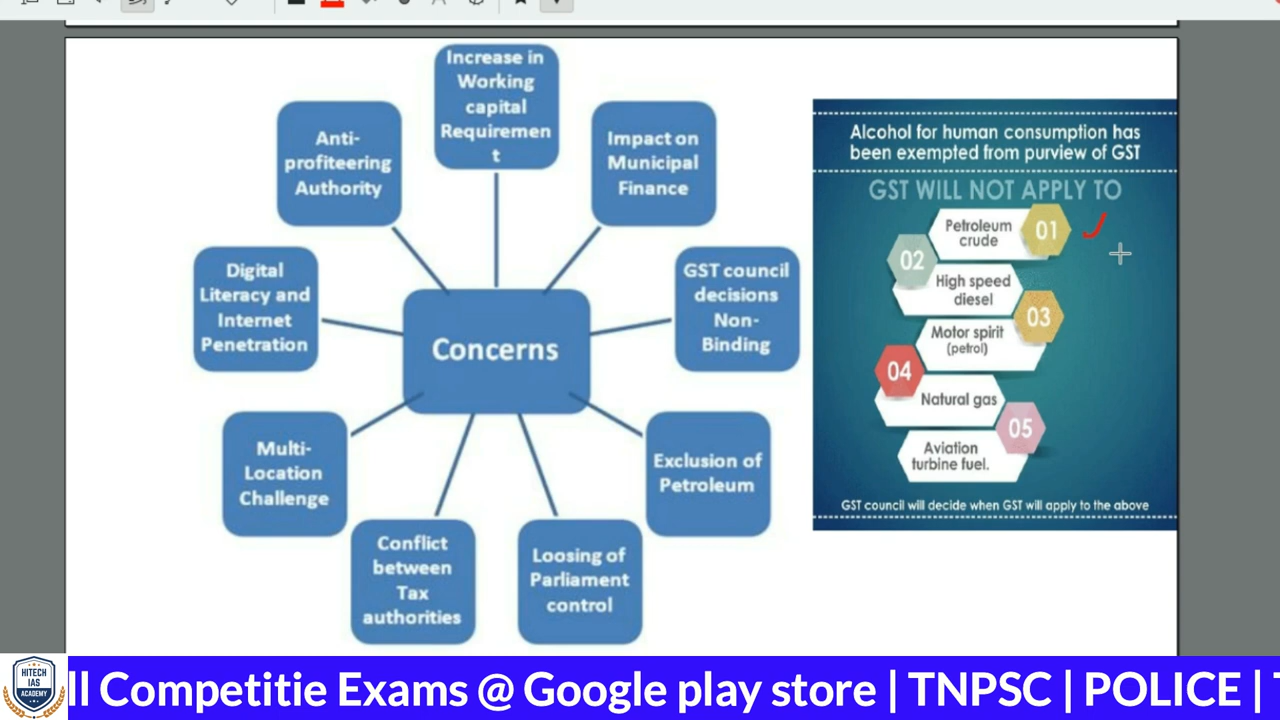 Increase in
Working
capital
Requiremen
t
Anti-
profiteering
Authority
Impact on
Municipal
Finance
Digital
Literacy and
Internet
Penetration
GST council
decisions
Non-
Binding
Concerns
Multi-
Location
Challenge
Exclusion of
Petroleum
Conflict
between
Tax
authorities
Loosing of
Parliament
control
Alcohol for human consumption has
been exempted from purview of GST
GST WILL NOT APPLY TO
Petroleum
crude
01
02
High speed
diesel
03
Motor spirit
(petrol)
04
Natural gas
05
Aviation
turbine fuel.
GST council will decide when GST will apply to the above
HITECH
IAS
ACADEMY
ll Competitie Exams @ Google play store | TNPSC | POLICE |